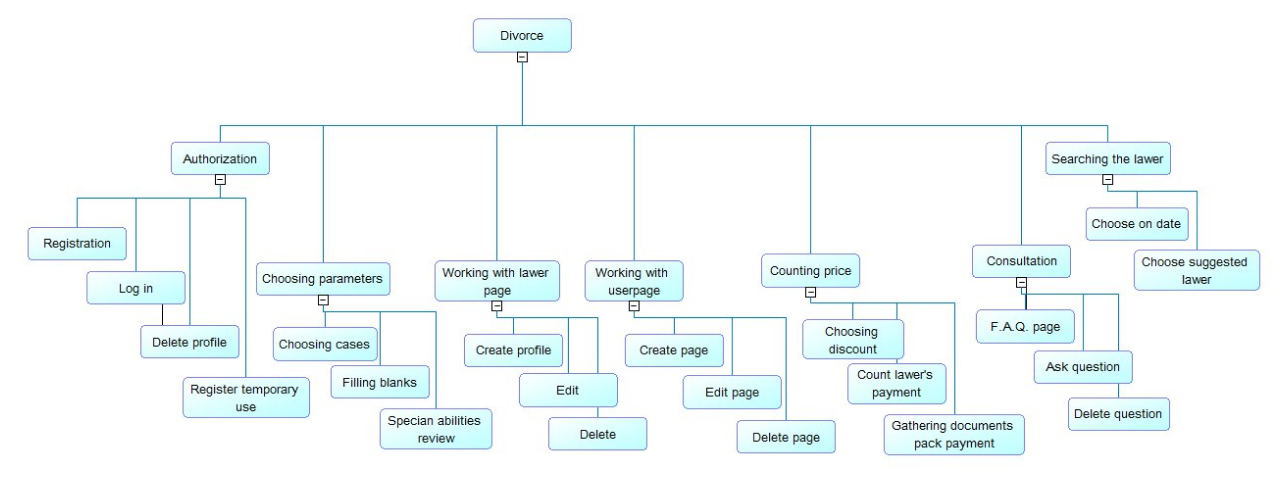 Divorce
Authorization
Registration
Log in
Delete profile
Register temporary
use
Choosing parameters
Choosing cases
Filling blanks
Specian abilities
review
Working with lawer
page
Create profile
Edit
Delete
Working with
userpage
Create page
Edit page
Delete page
Counting price
Choosing
discount
Count lawer's
payment
Gathering documents
pack payment
Consultation
F.A.Q. page
Ask question
Delete question
Searching the lawer
Choose on date
Choose suggested
lawer